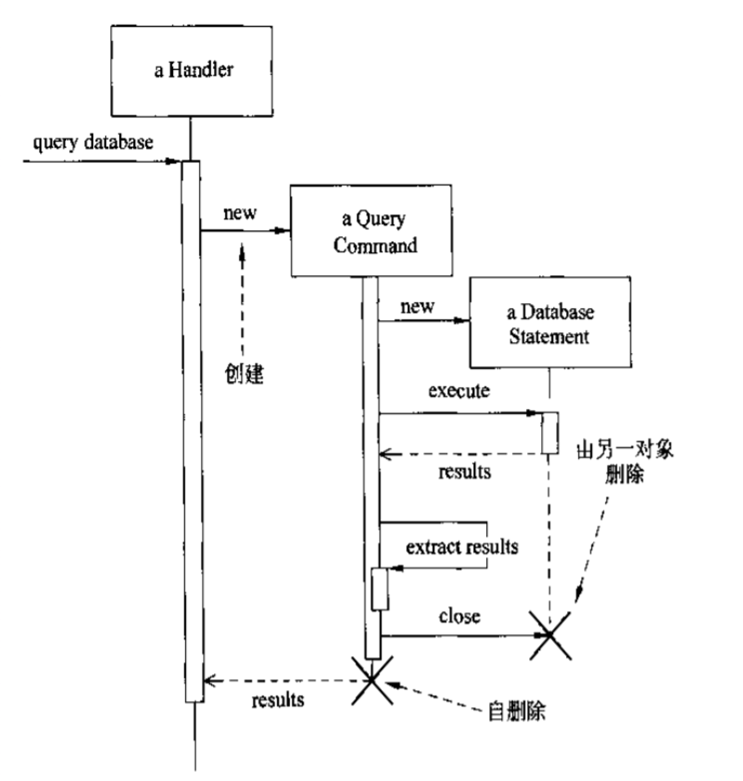 a Handler
query database
new
a Query
Command
new
a Database
Statement
创建
execute
由另一对象
删除
results
extract results
close
results
自删除